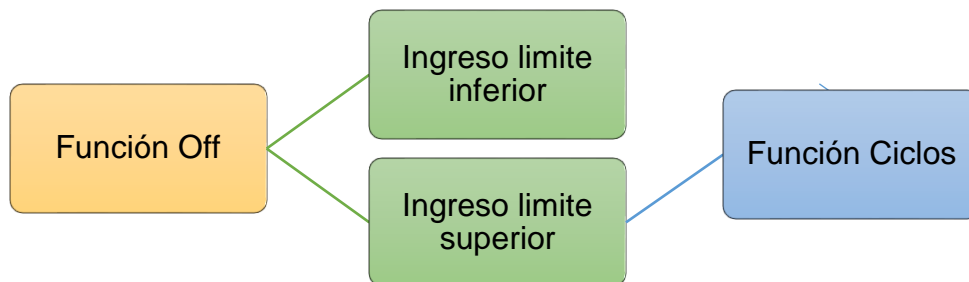 Función Off
Ingreso limite
inferior
Ingreso limite
superior
Función Ciclos